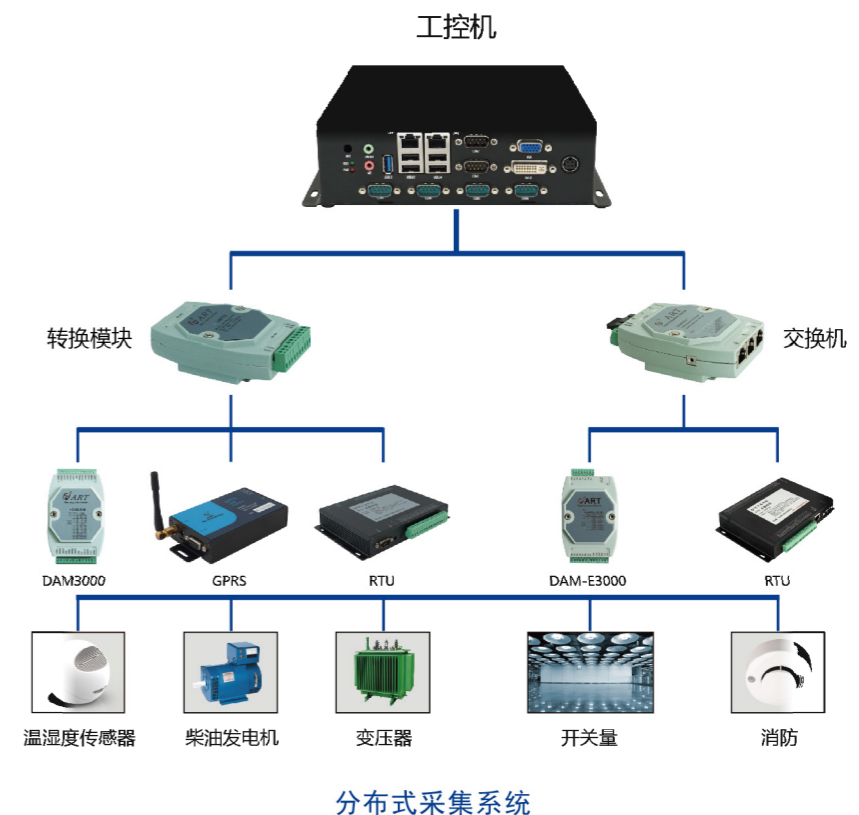 工控机
转换模块
交换机
ART
ART
DAM3000
GPRS
RTU
DAM-E3000
RTU
温湿度传感器
柴油发电机
变压器
开关量
消防
分布式采集系统